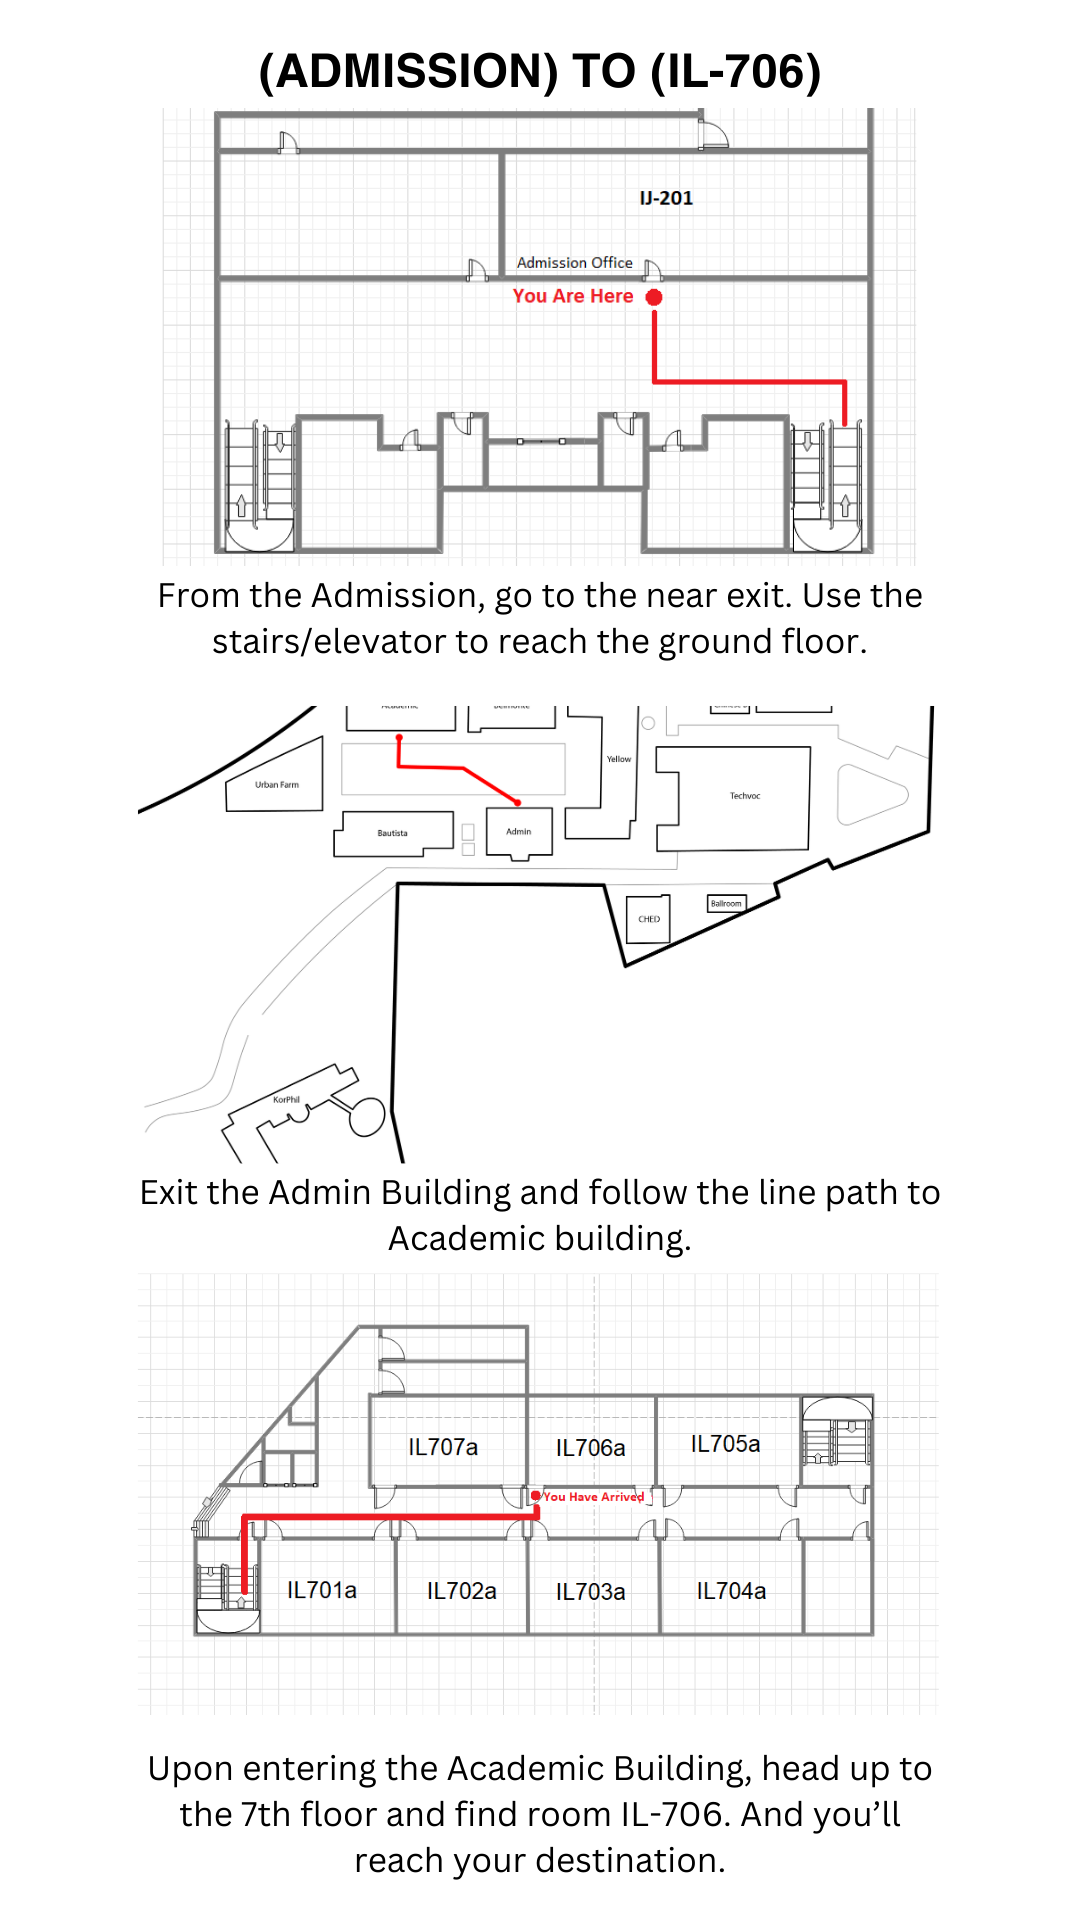 (ADMISSION) TO (IL-706)
IJ-201
Admission Office
You Are Here
From the Admission, go to the near exit. Use the
stairs/elevator to reach the ground floor.
Academic
Belmonte
Yellow
Urban Farm
Techvoc
Bautista
Admin
CHED
Ballroom
KorPhil
Exit the Admin Building and follow the line path to
Academic building.
IL707a
IL706a
IL705a
You Have Arrived
IL701a
IL702a
IL703a
IL704a
Upon entering the Academic Building, head up to
the 7th floor and find room IL-706. And you’ll
reach your destination.